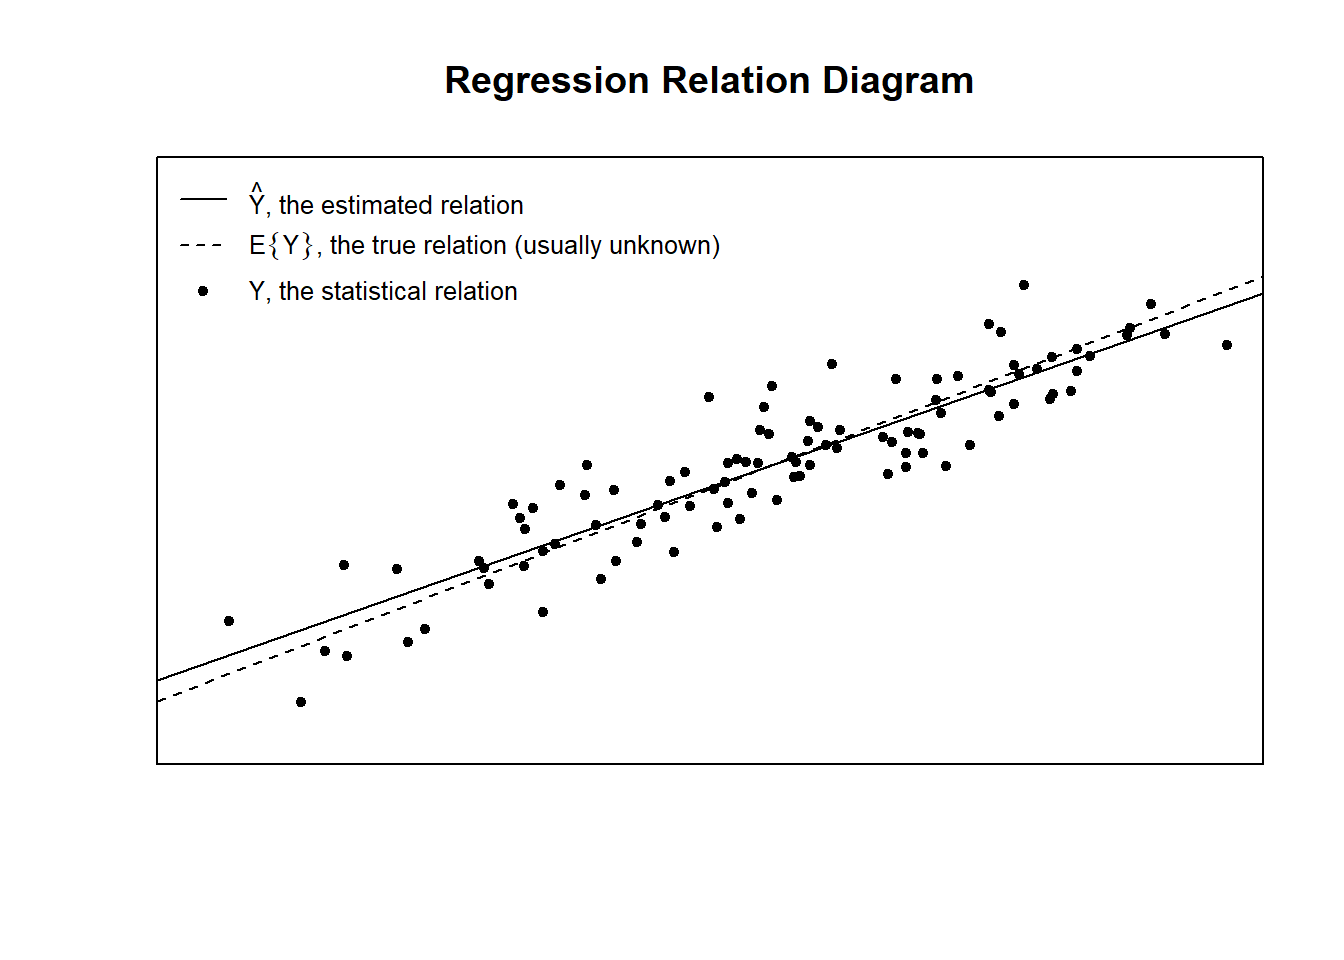 Regression Relation Diagram
Ŷ, the estimated relation
E{Y}, the true relation (usually unknown)
Y, the statistical relation